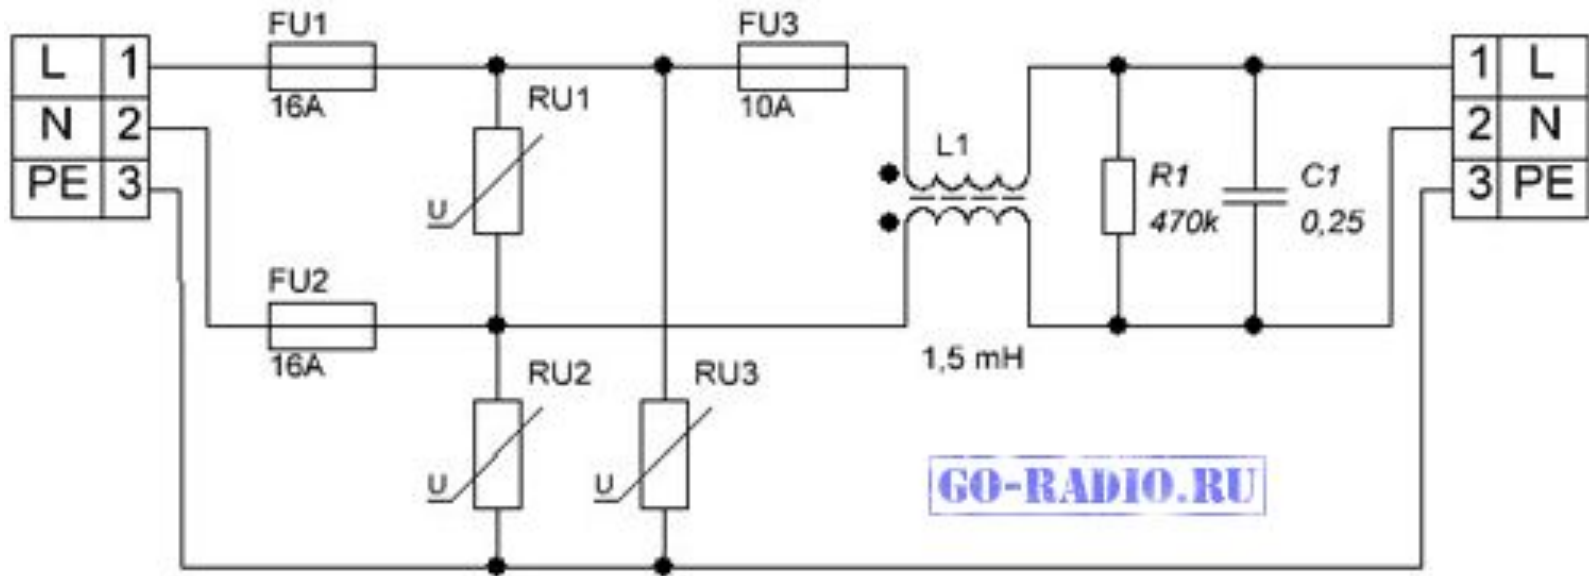 FU1
FU3
L 1
16A
RU1
10A
1 L
N 2
L1
2 N
PE 3
R1
C1
3 PE
U
470k
0,25
FU2
16A
RU2
RU3
1,5 mH
U
U
GO-RADIO.RU